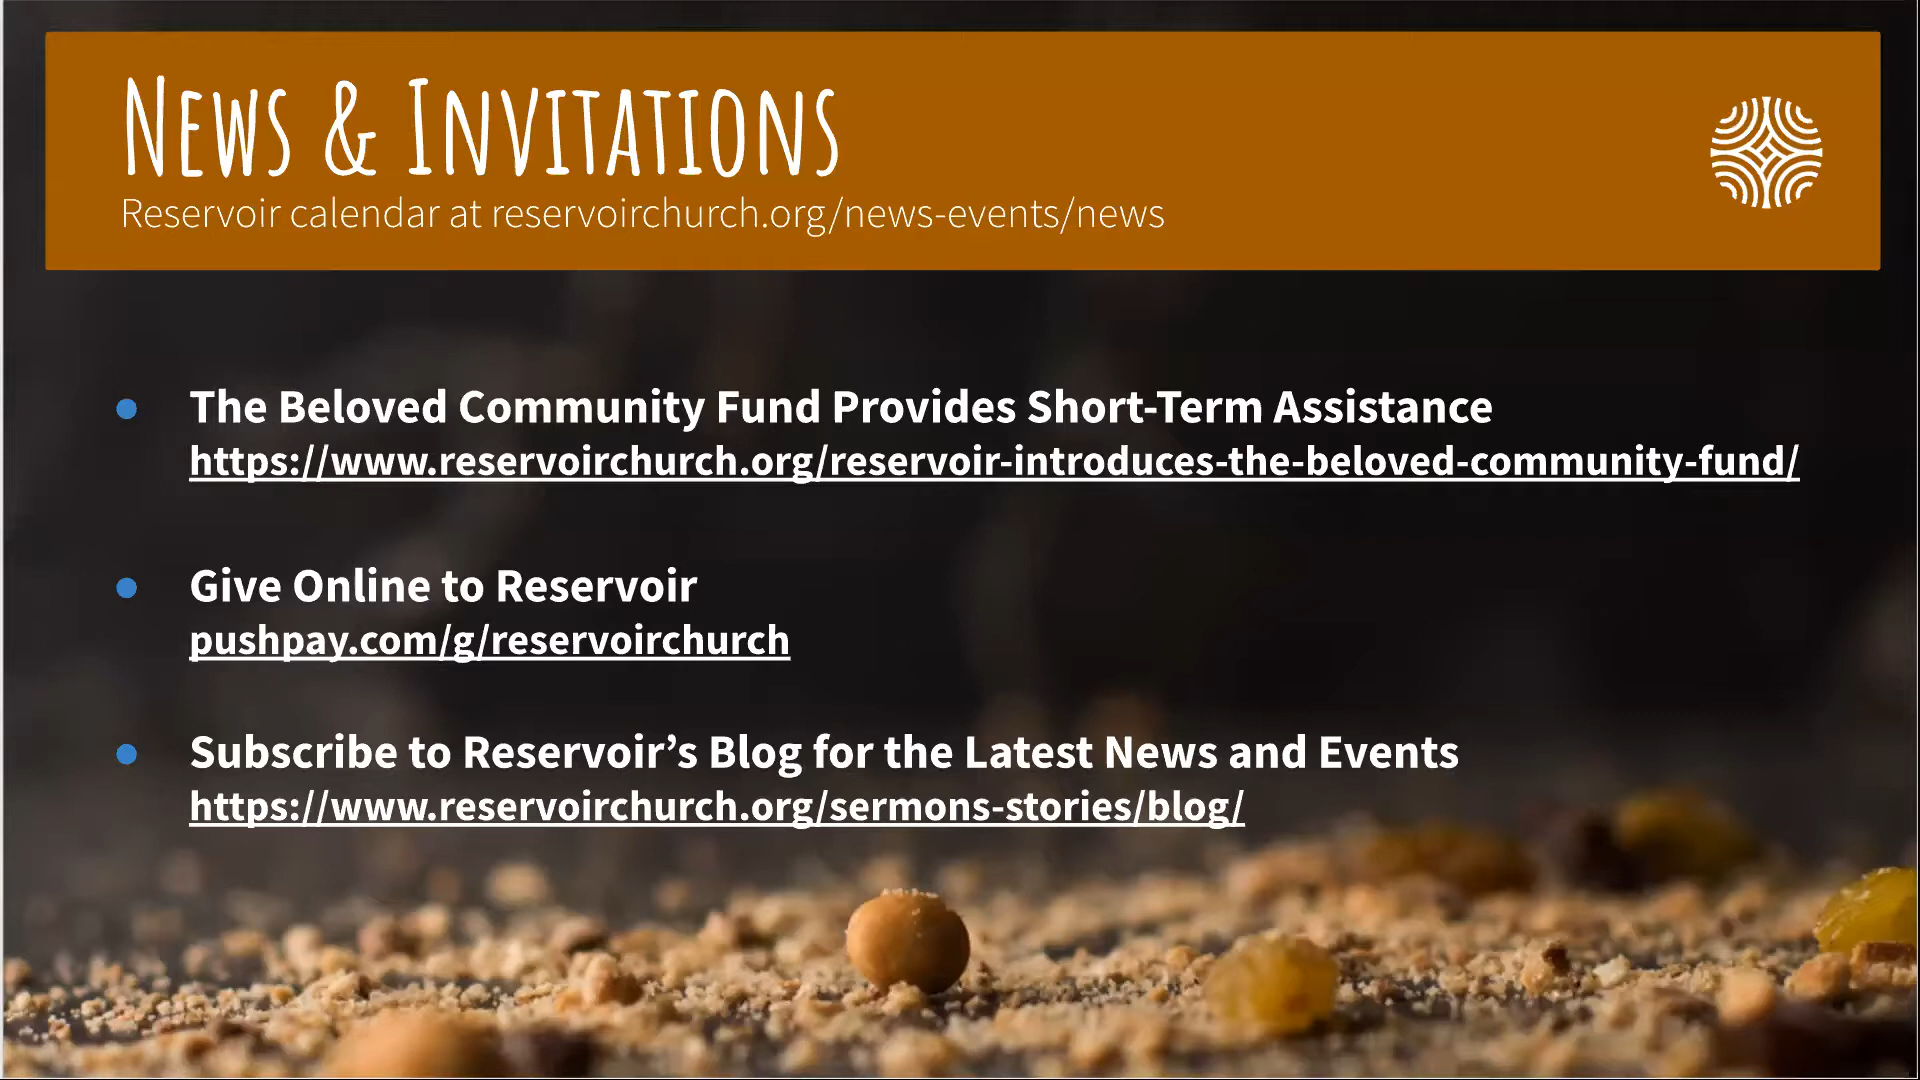 News & Invitations
Reservoir calendar at reservoirchurch.org/news-events/news
The Beloved Community Fund Provides Short-Term Assistance
https://www.reservoirchurch.org/reservoir-introduces-the-beloved-community-fund/
Give Online to Reservoir
pushpay.com/g/reservoirchurch
Subscribe to Reservoir’s Blog for the Latest News and Events
https://www.reservoirchurch.org/sermons-stories/blog/